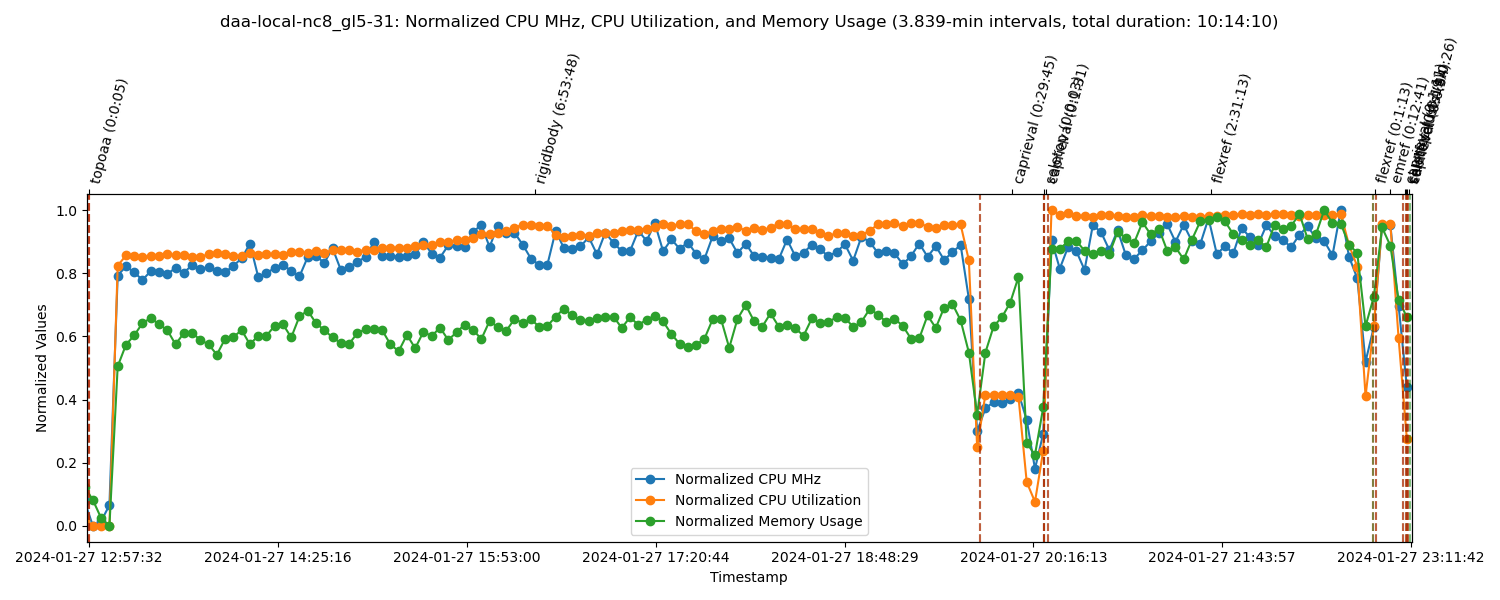 daa-local-nc8_gl5-31: Normalized CPU MHz, CPU Utilization, and Memory Usage (3.839-min intervals, total duration: 10:14:10)
topoaa (0:0:05)
rigidbody (6:53:48)
caprieval (0:29:45)
flexref (2:31:13)
flexref (0:1:13)
emref (0:12:41)
1.0
0.8
0.6
0.4
0.2
0.0
Normalized Values
Normalized CPU MHz
Normalized CPU Utilization
Normalized Memory Usage
2024-01-27 12:57:32
2024-01-27 14:25:16
2024-01-27 15:53:00
2024-01-27 17:20:44
2024-01-27 18:48:29
2024-01-27 20:16:13
2024-01-27 21:43:57
2024-01-27 23:11:42
Timestamp